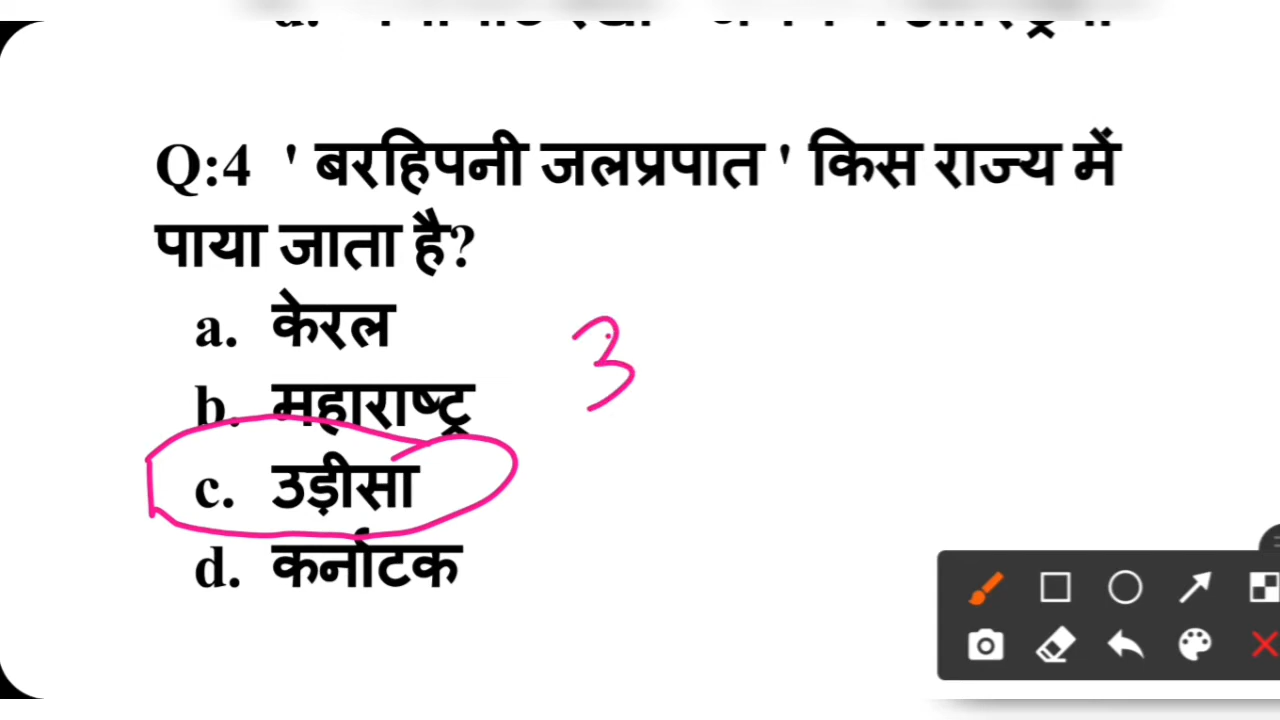 Q:4 ' बरहिपनी जलप्रपात ' किस राज्य में
पाया जाता है?
a. केरल
3
b. महाराष्ट्र
c. उड़ीसा
d. कर्नाटक